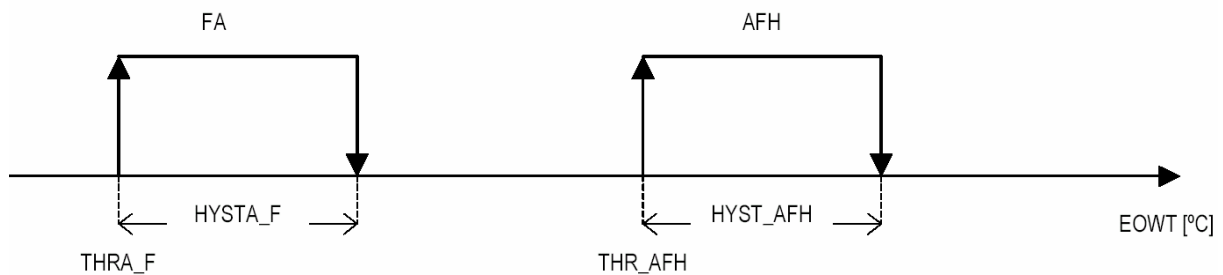 FA
AFH
HYSTA_F
HYST_AFH
EOWT [ºC]
THRA_F
THR_AFH